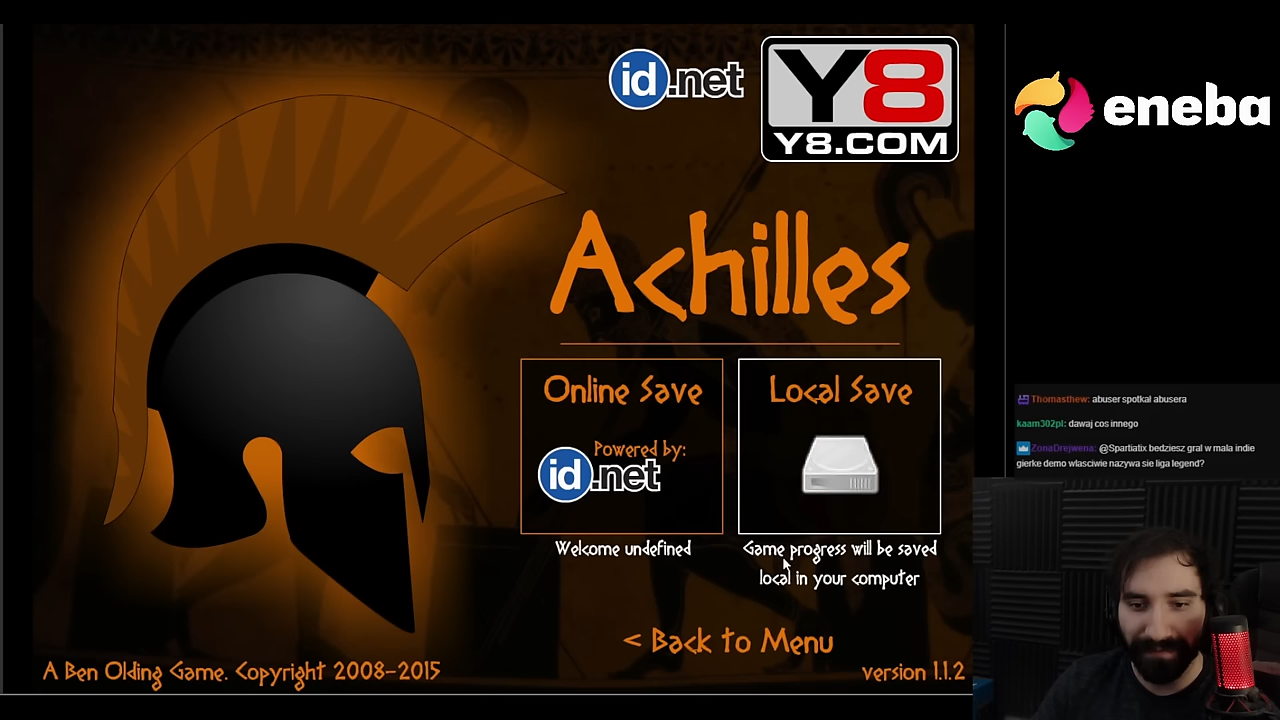 id.net
Y8
Y8.COM
eneba
Achilles
Online Save
Powered by:
id.net
Welcome undefined
Local Save
Game progress will be saved
local in your computer
< Back to Menu
A Ben Olding Game. Copyright 2008-2015
version 1.1.2
Thomasthew: abuser spotkal abusera
kaam302pl: dawaj cos innego
ZonaDrejwena: @Spartiatix bedziesz gral w mala indie
gierke demo wlasciwie nazywa sie liga legend?